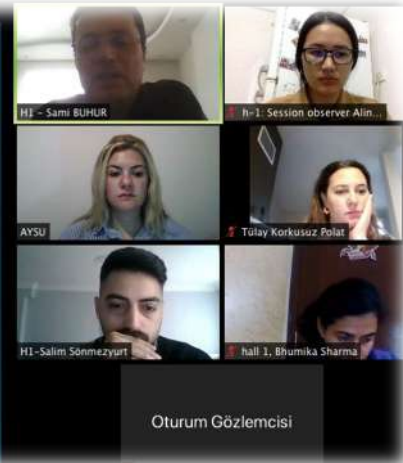 H1 - Sami BUHUR
h-1: Session observer Alin...
AYSU
Tülay Korkusuz Polat
H1-Salim Sönmezyurt
hall 1, Bhumika Sharma
Oturum Gözlemcisi